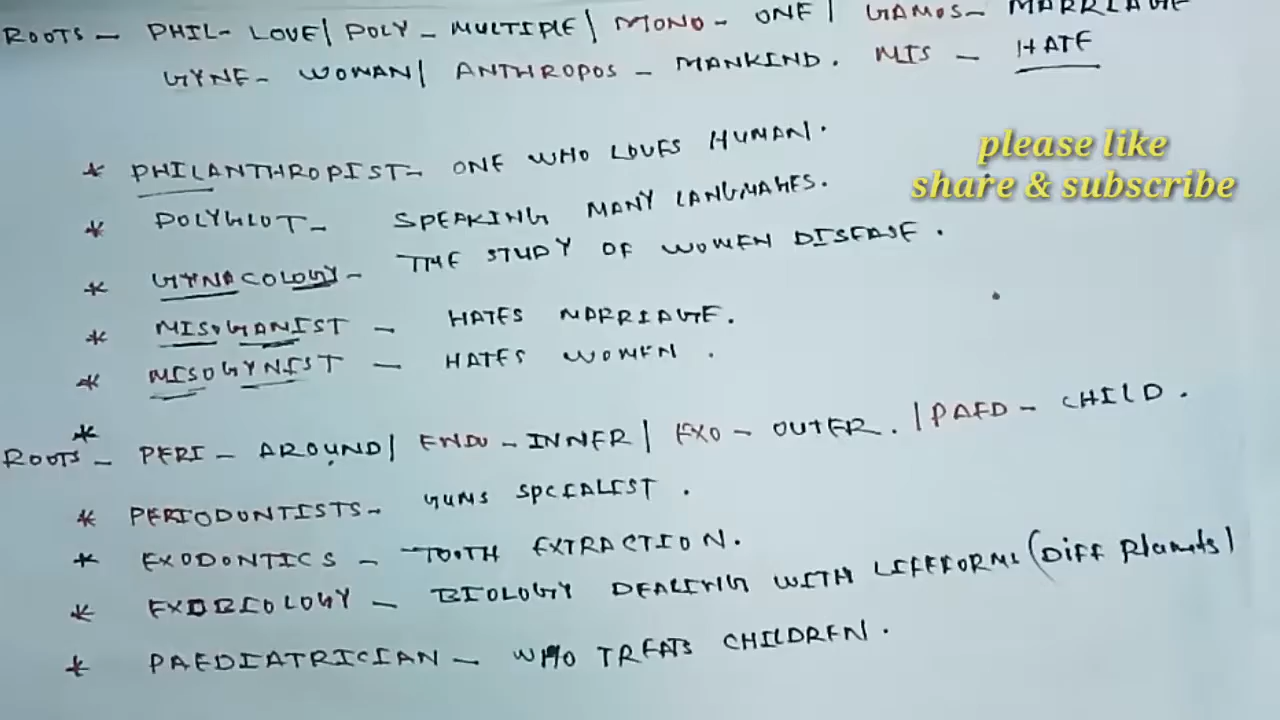 ROOTS - PHIL- LOVE| POLY - MULTIPLE| MONO - ONE| GAMOS- MARRIAGE
GYNE- WOMAN| ANTHROPOS - MANKIND. MIS - HATE
* PHILANTHROPIST- ONE WHO LOVES HUMAN.
please like
share & subscribe
* POLYGLOT- SPEAKING MANY LANGUAGES.
* GYNACOLOGY- THE STUDY OF WOMEN DISEASE.
* MISOGAMIST - HATES MARRIAGE.
* MISOGYNIST - HATES WOMEN.
*
ROOTS - PERI - AROUND| ENDO - INNER| EXO - OUTER. | PAED - CHILD.
* PERIODONTISTS- GUMS SPCIALIST.
* EXODONTICS - TOOTH EXTRACTION.
* EXOBIOLOGY - BIOLOGY DEALING WITH LIFEFORMS (Diff Planets)
* PAEDIATRICIAN - WHO TREATS CHILDREN.